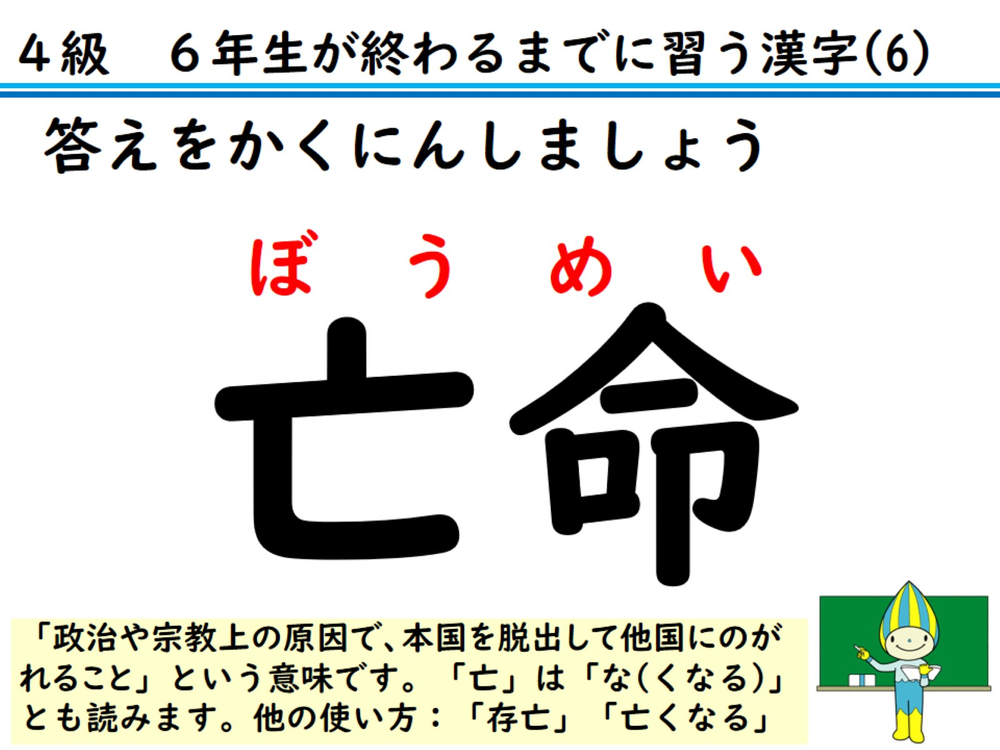 ４級　６年生が終わるまでに習う漢字(6)
答えをかくにんしましょう
ぼうめい
亡命
「政治や宗教上の原因で、本国を脱出して他国にのが
れること」という意味です。「亡」は「な(くなる)」
とも読みます。他の使い方：「存亡」「亡くなる」